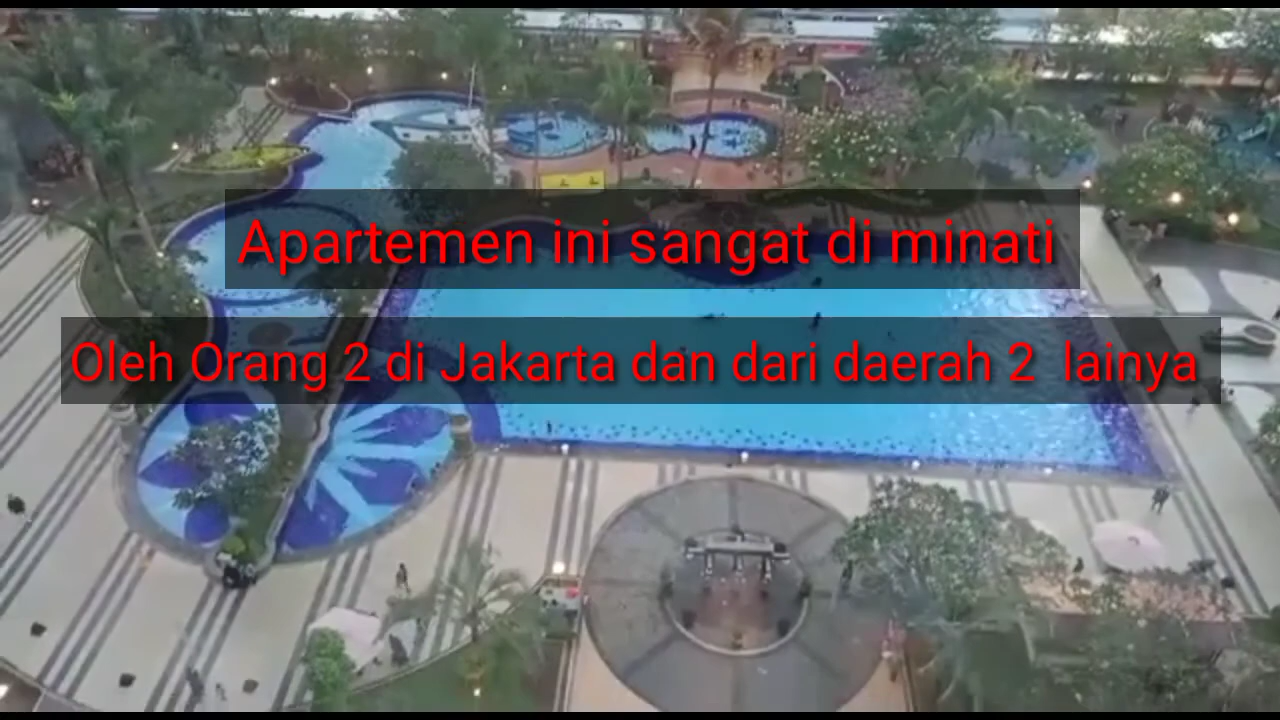 Apartemen ini sangat di minati
Oleh Orang 2 di Jakarta dan dari daerah 2 lainya